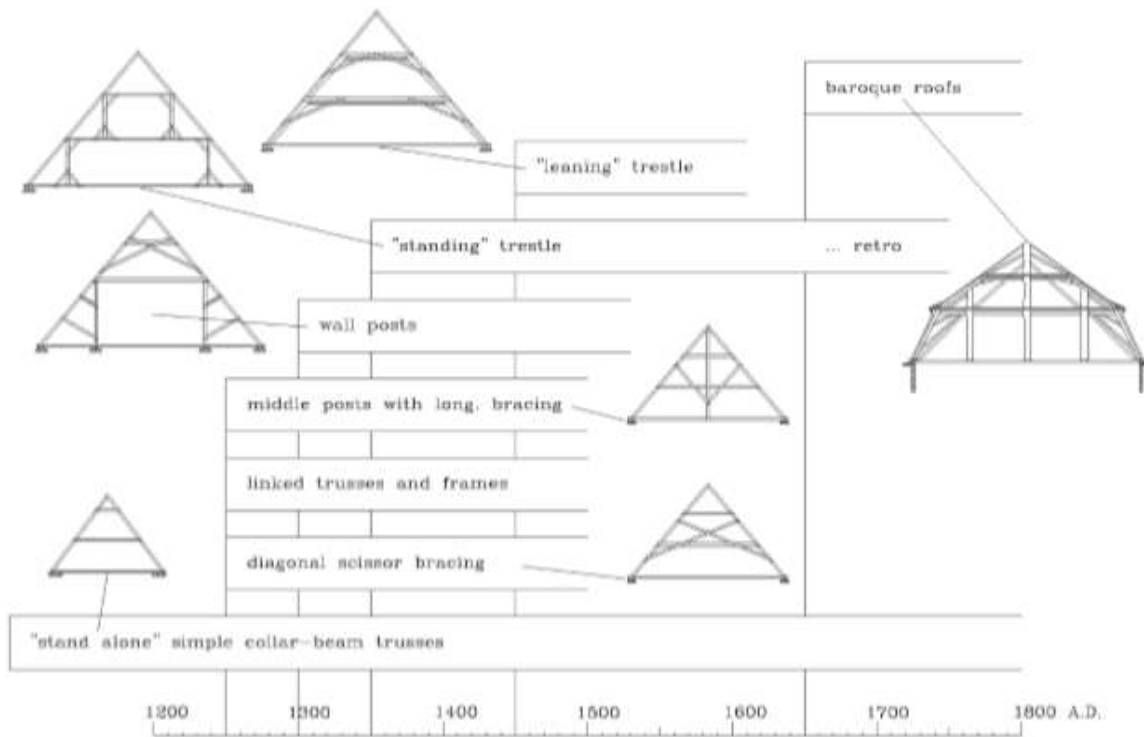 baroque roofs
"leaning" trestle
"standing" trestle
... retro
wall posts
middle posts with long. bracing
linked trusses and frames
diagonal scissor bracing
"stand alone" simple collar-beam trusses
1200 1300 1400 1500 1600 1700 1800 A.D.